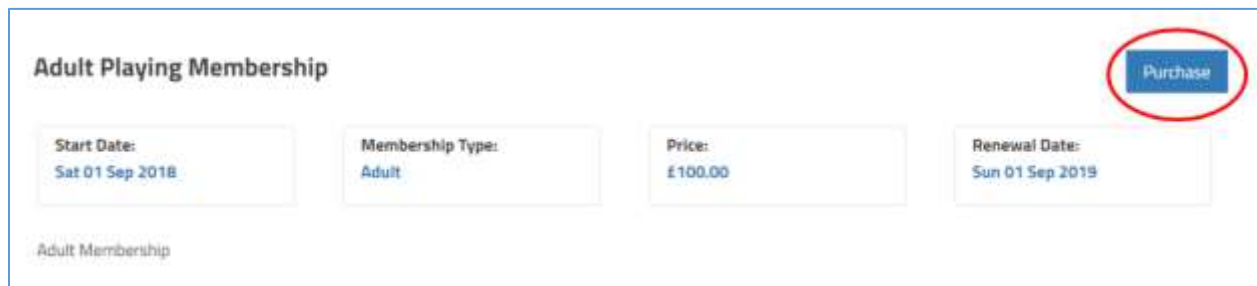 Adult Playing Membership
Purchase
Start Date:
Sat 01 Sep 2018
Membership Type:
Adult
Price:
£100.00
Renewal Date:
Sun 01 Sep 2019
Adult Membership